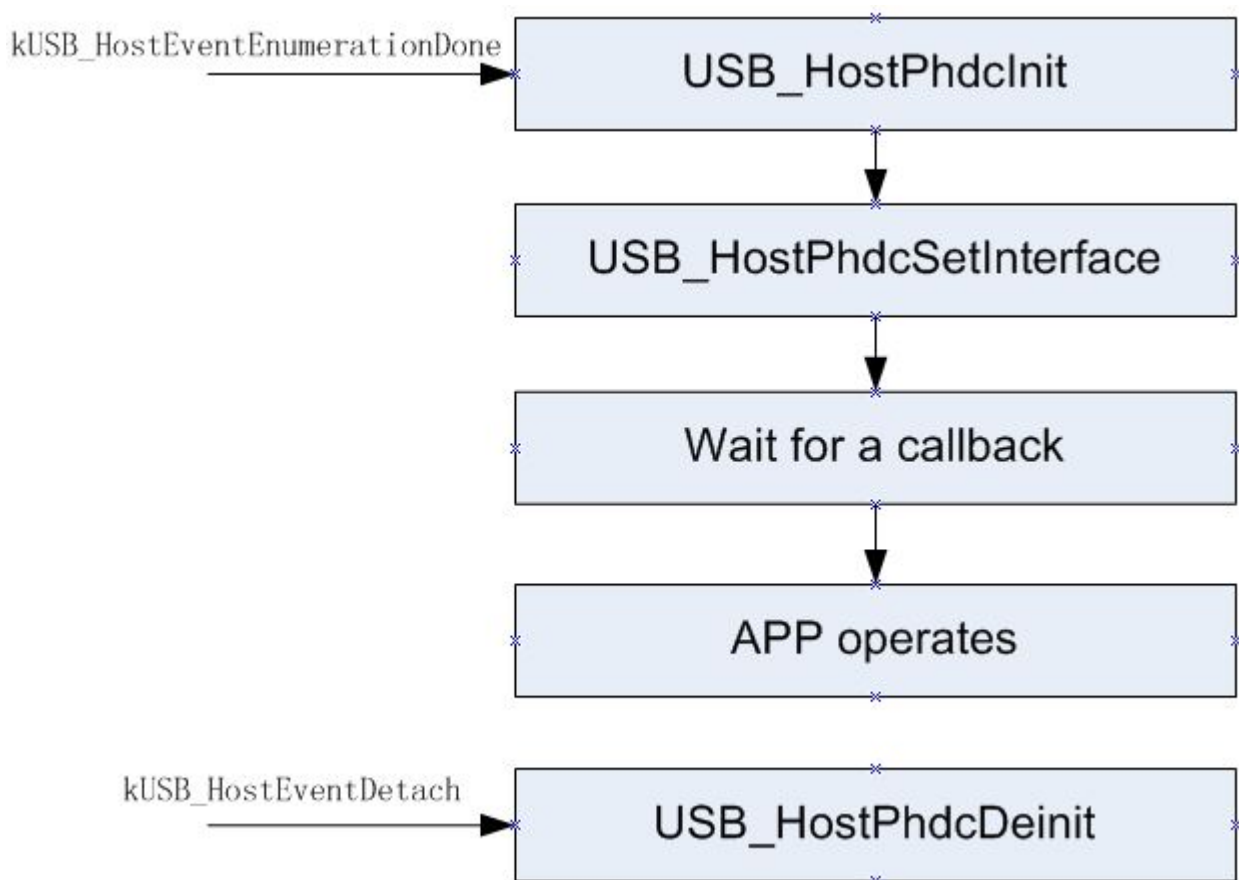 kUSB_HostEventEnumerationDone
USB_HostPhdcInit
USB_HostPhdcSetInterface
Wait for a callback
APP operates
kUSB_HostEventDetach
USB_HostPhdcDeinit